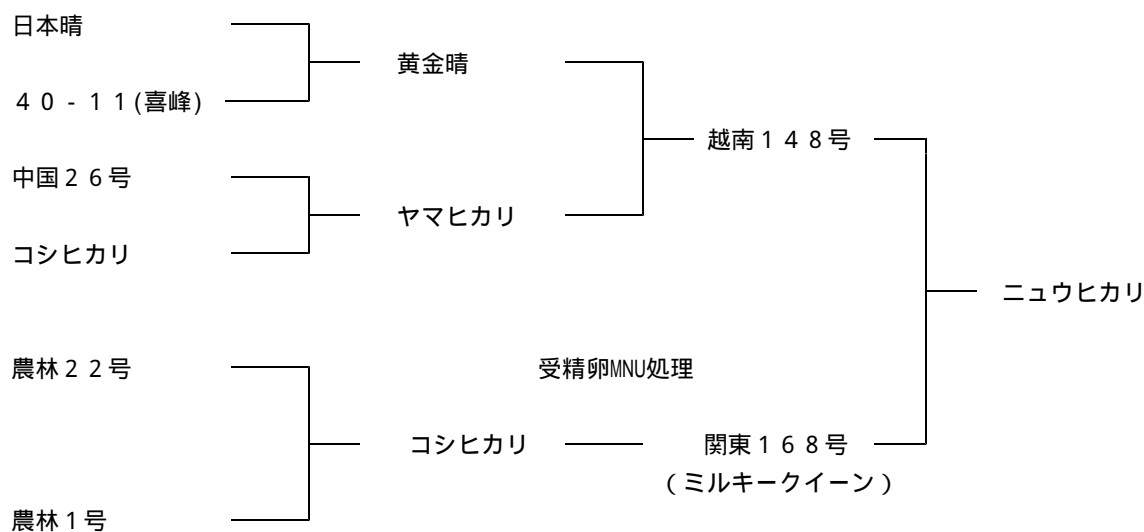 日本晴
黄金晴
40-11(喜峰)
越南148号
中国26号
ヤマヒカリ
コシヒカリ
ニュウヒカリ
農林22号
受精卵MNU処理
コシヒカリ
関東168号
(ミルキークイーン)
農林1号